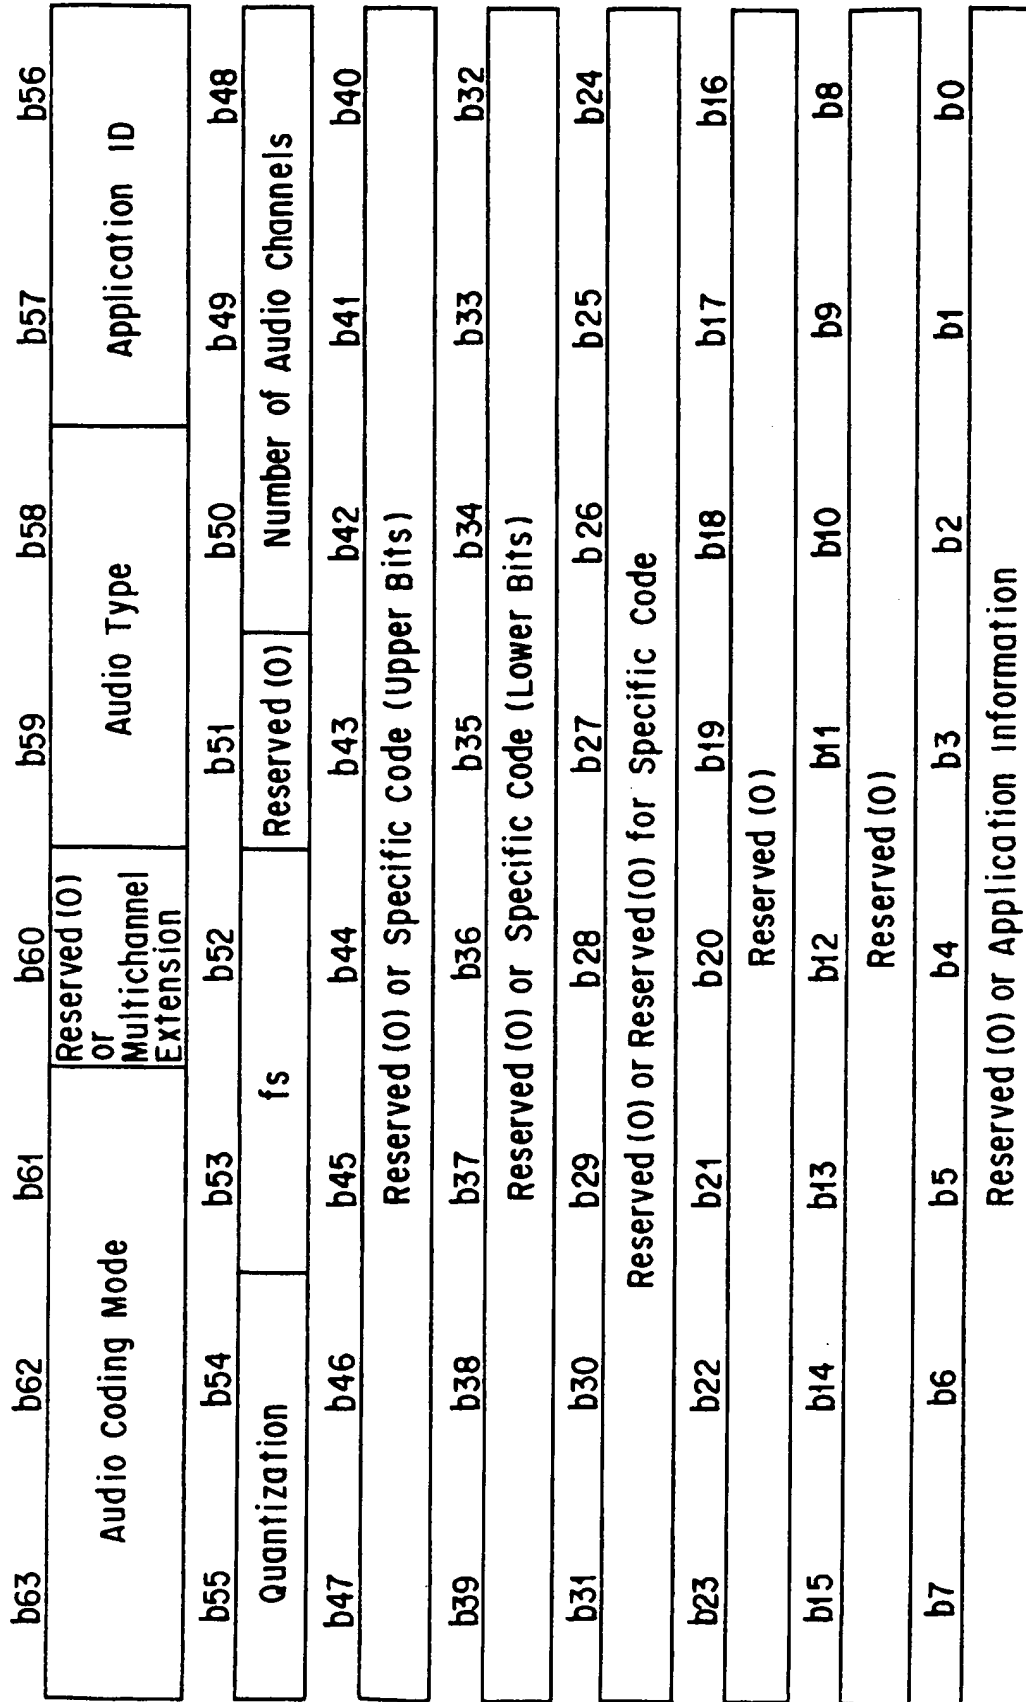 b63 b62 b61 b60 b59 b58 b57 b56
Audio Coding Mode
Reserved (0)
or
Multichannel
Extension
Audio Type
Application ID
b55 b54 b53 b52 b51 b50 b49 b48
Quantization
fs
Reserved (0)
Number of Audio Channels
b47 b46 b45 b44 b43 b42 b41 b40
Reserved (0) or Specific Code (Upper Bits)
b39 b38 b37 b36 b35 b34 b33 b32
Reserved (0) or Specific Code (Lower Bits)
b31 b30 b29 b28 b27 b26 b25 b24
Reserved (0) or Reserved (0) for Specific Code
b23 b22 b21 b20 b19 b18 b17 b16
Reserved (0)
b15 b14 b13 b12 b11 b10 b9 b8
Reserved (0)
b7 b6 b5 b4 b3 b2 b1 b0
Reserved (0) or Application Information